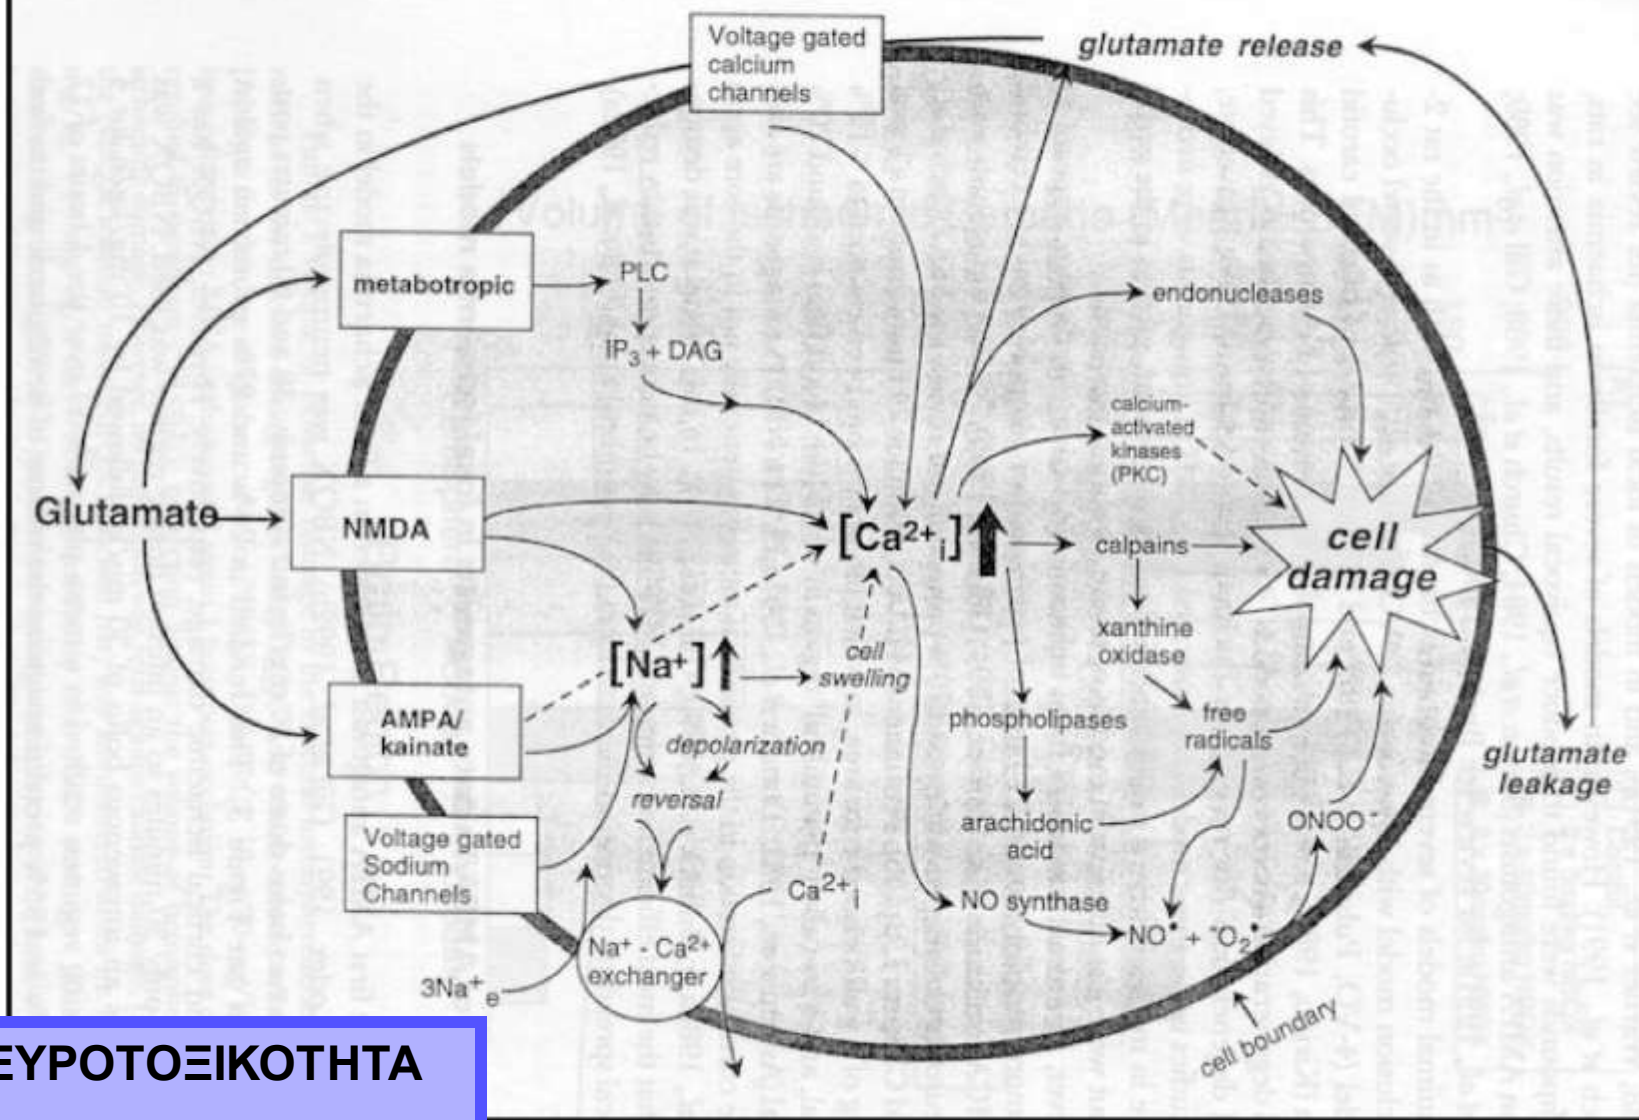 Voltage gated
calcium
channels
glutamate release
metabotropic
PLC
IP₃ + DAG
endonucleases
calcium-
activated
kinases
(PKC)
Glutamate
NMDA
[Ca²⁺ᵢ]
calpains
cell
damage
xanthine
oxidase
[Na⁺]
cell
swelling
AMPA/
kainate
depolarization
reversal
phospholipases
free
radicals
glutamate
leakage
Voltage gated
Sodium
Channels
arachidonic
acid
ONOO⁻
Ca²⁺ᵢ
NO synthase
NO• + ⁻O₂•
Na⁺ - Ca²⁺
exchanger
3Na⁺ₑ
cell boundary
ΕΥΡΟΤΟΞΙΚΟΤΗΤΑ